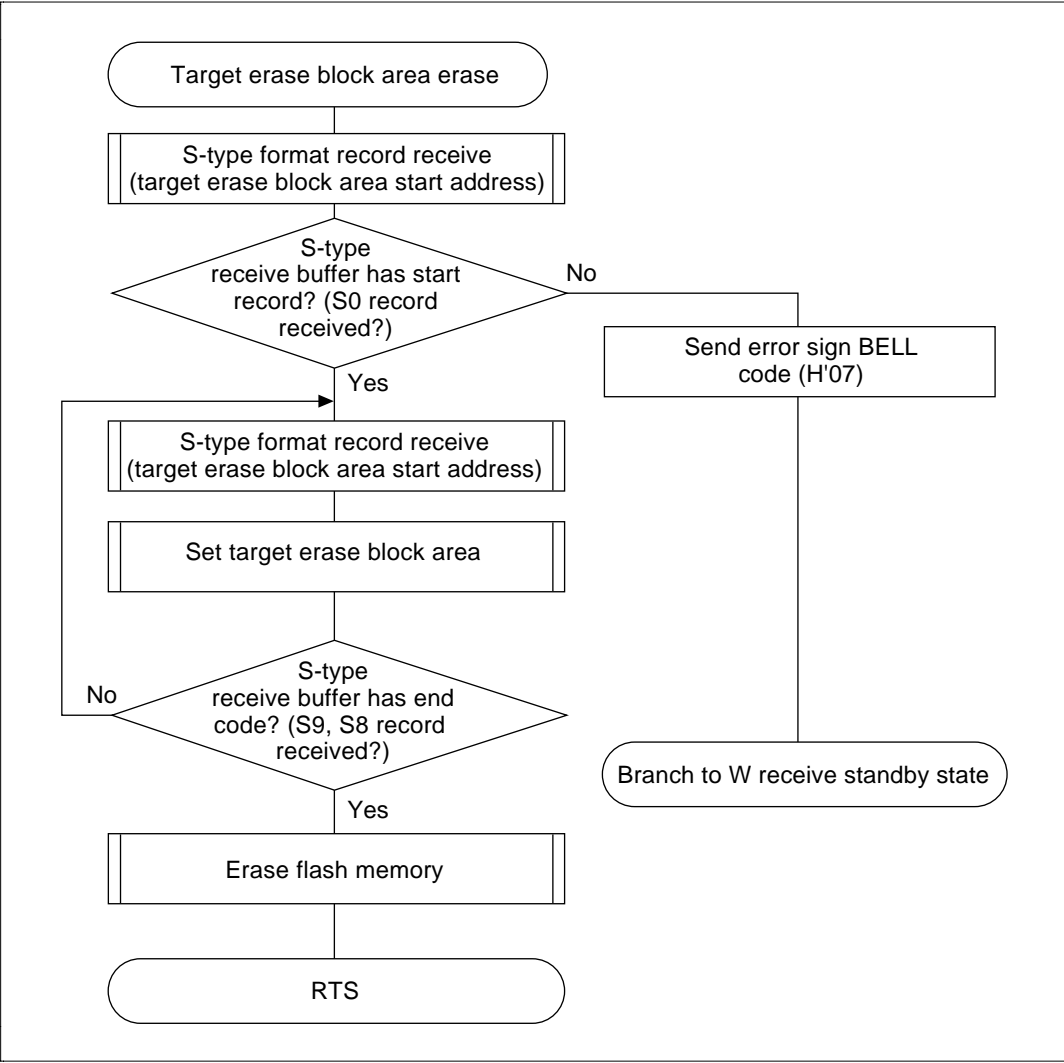 Target erase block area erase
S-type format record receive
(target erase block area start address)
S-type
receive buffer has start
record? (S0 record
received?)
No
Send error sign BELL
code (H'07)
Yes
S-type format record receive
(target erase block area start address)
Set target erase block area
S-type
receive buffer has end
code? (S9, S8 record
received?)
No
Branch to W receive standby state
Yes
Erase flash memory
RTS